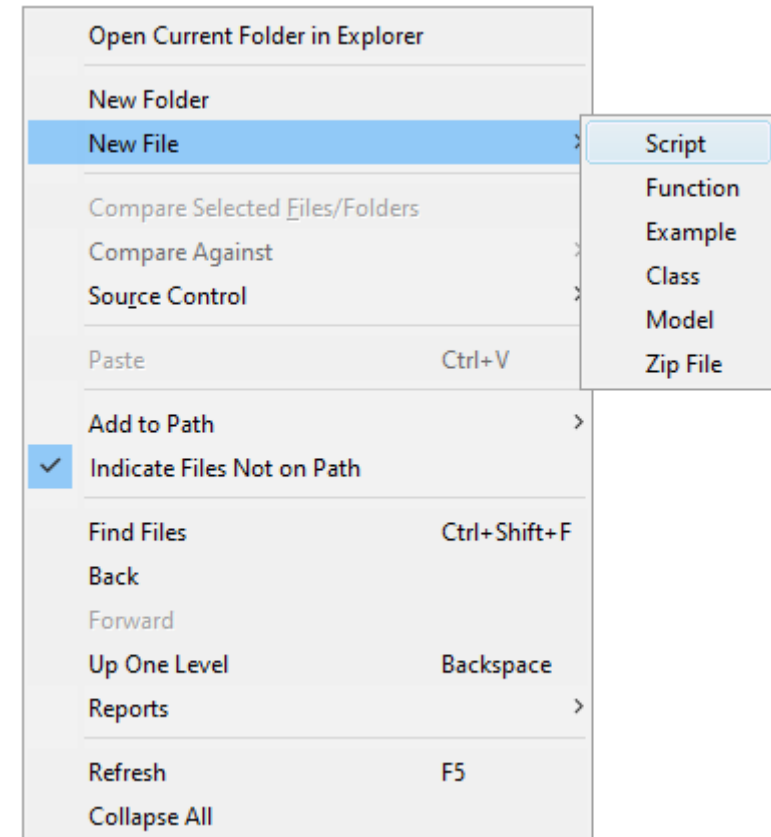 Open Current Folder in Explorer
New Folder
New File
Script
Function
Example
Class
Model
Zip File
Compare Selected Files/Folders
Compare Against
Source Control
Paste Ctrl+V
Add to Path
Indicate Files Not on Path
Find Files Ctrl+Shift+F
Back
Forward
Up One Level Backspace
Reports
Refresh F5
Collapse All